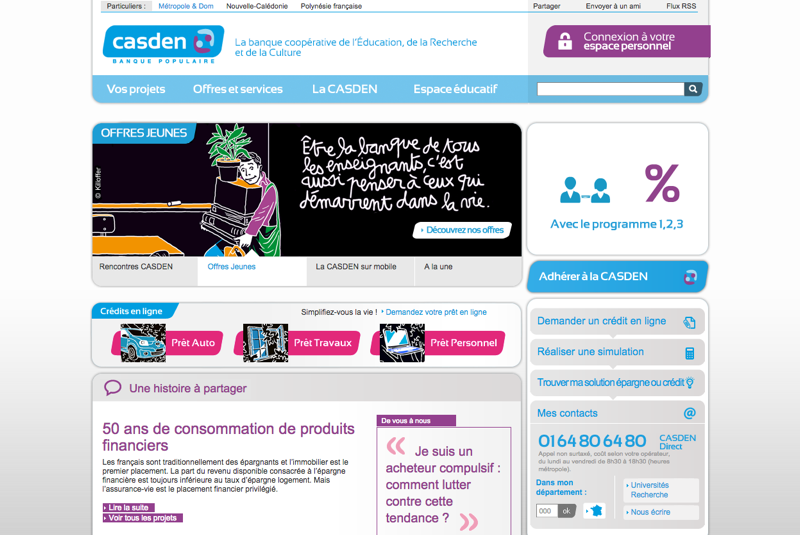 Particuliers : Métropole & Dom Nouvelle-Calédonie Polynésie française Partager Envoyer à un ami Flux RSS
casden
BANQUE POPULAIRE
La banque coopérative de l'Éducation, de la Recherche
et de la Culture
Connexion à votre
espace personnel
Vos projets Offres et services La CASDEN Espace éducatif
OFFRES JEUNES
© Killoffer
Être la banque de tous
les enseignants, c'est
aussi penser à ceux qui
démarrent dans la vie.
Découvrez nos offres
Rencontres CASDEN Offres Jeunes La CASDEN sur mobile A la une
%
Avec le programme 1,2,3
Adhérer à la CASDEN
Crédits en ligne Simplifiez-vous la vie ! Demandez votre prêt en ligne
Prêt Auto Prêt Travaux Prêt Personnel
Une histoire à partager
50 ans de consommation de produits
financiers
Les français sont traditionnellement des épargnants et l'immobilier est le
premier placement. La part du revenu disponible consacrée à l'épargne
financière est toujours inférieure au taux d'épargne logement. Mais
l'assurance-vie est le placement financier privilégié.
Lire la suite
Voir tous les projets
De vous à nous
« Je suis un
acheteur compulsif :
comment lutter
contre cette
tendance ? »
Demander un crédit en ligne
Réaliser une simulation
Trouver ma solution épargne ou crédit
Mes contacts @
01 64 80 64 80 CASDEN
Direct
Appel non surtaxé, coût selon votre opérateur,
du lundi au vendredi de 8h30 à 18h30 (heures
métropole).
Dans mon
département :
000 ok
Universités
Recherche
Nous écrire